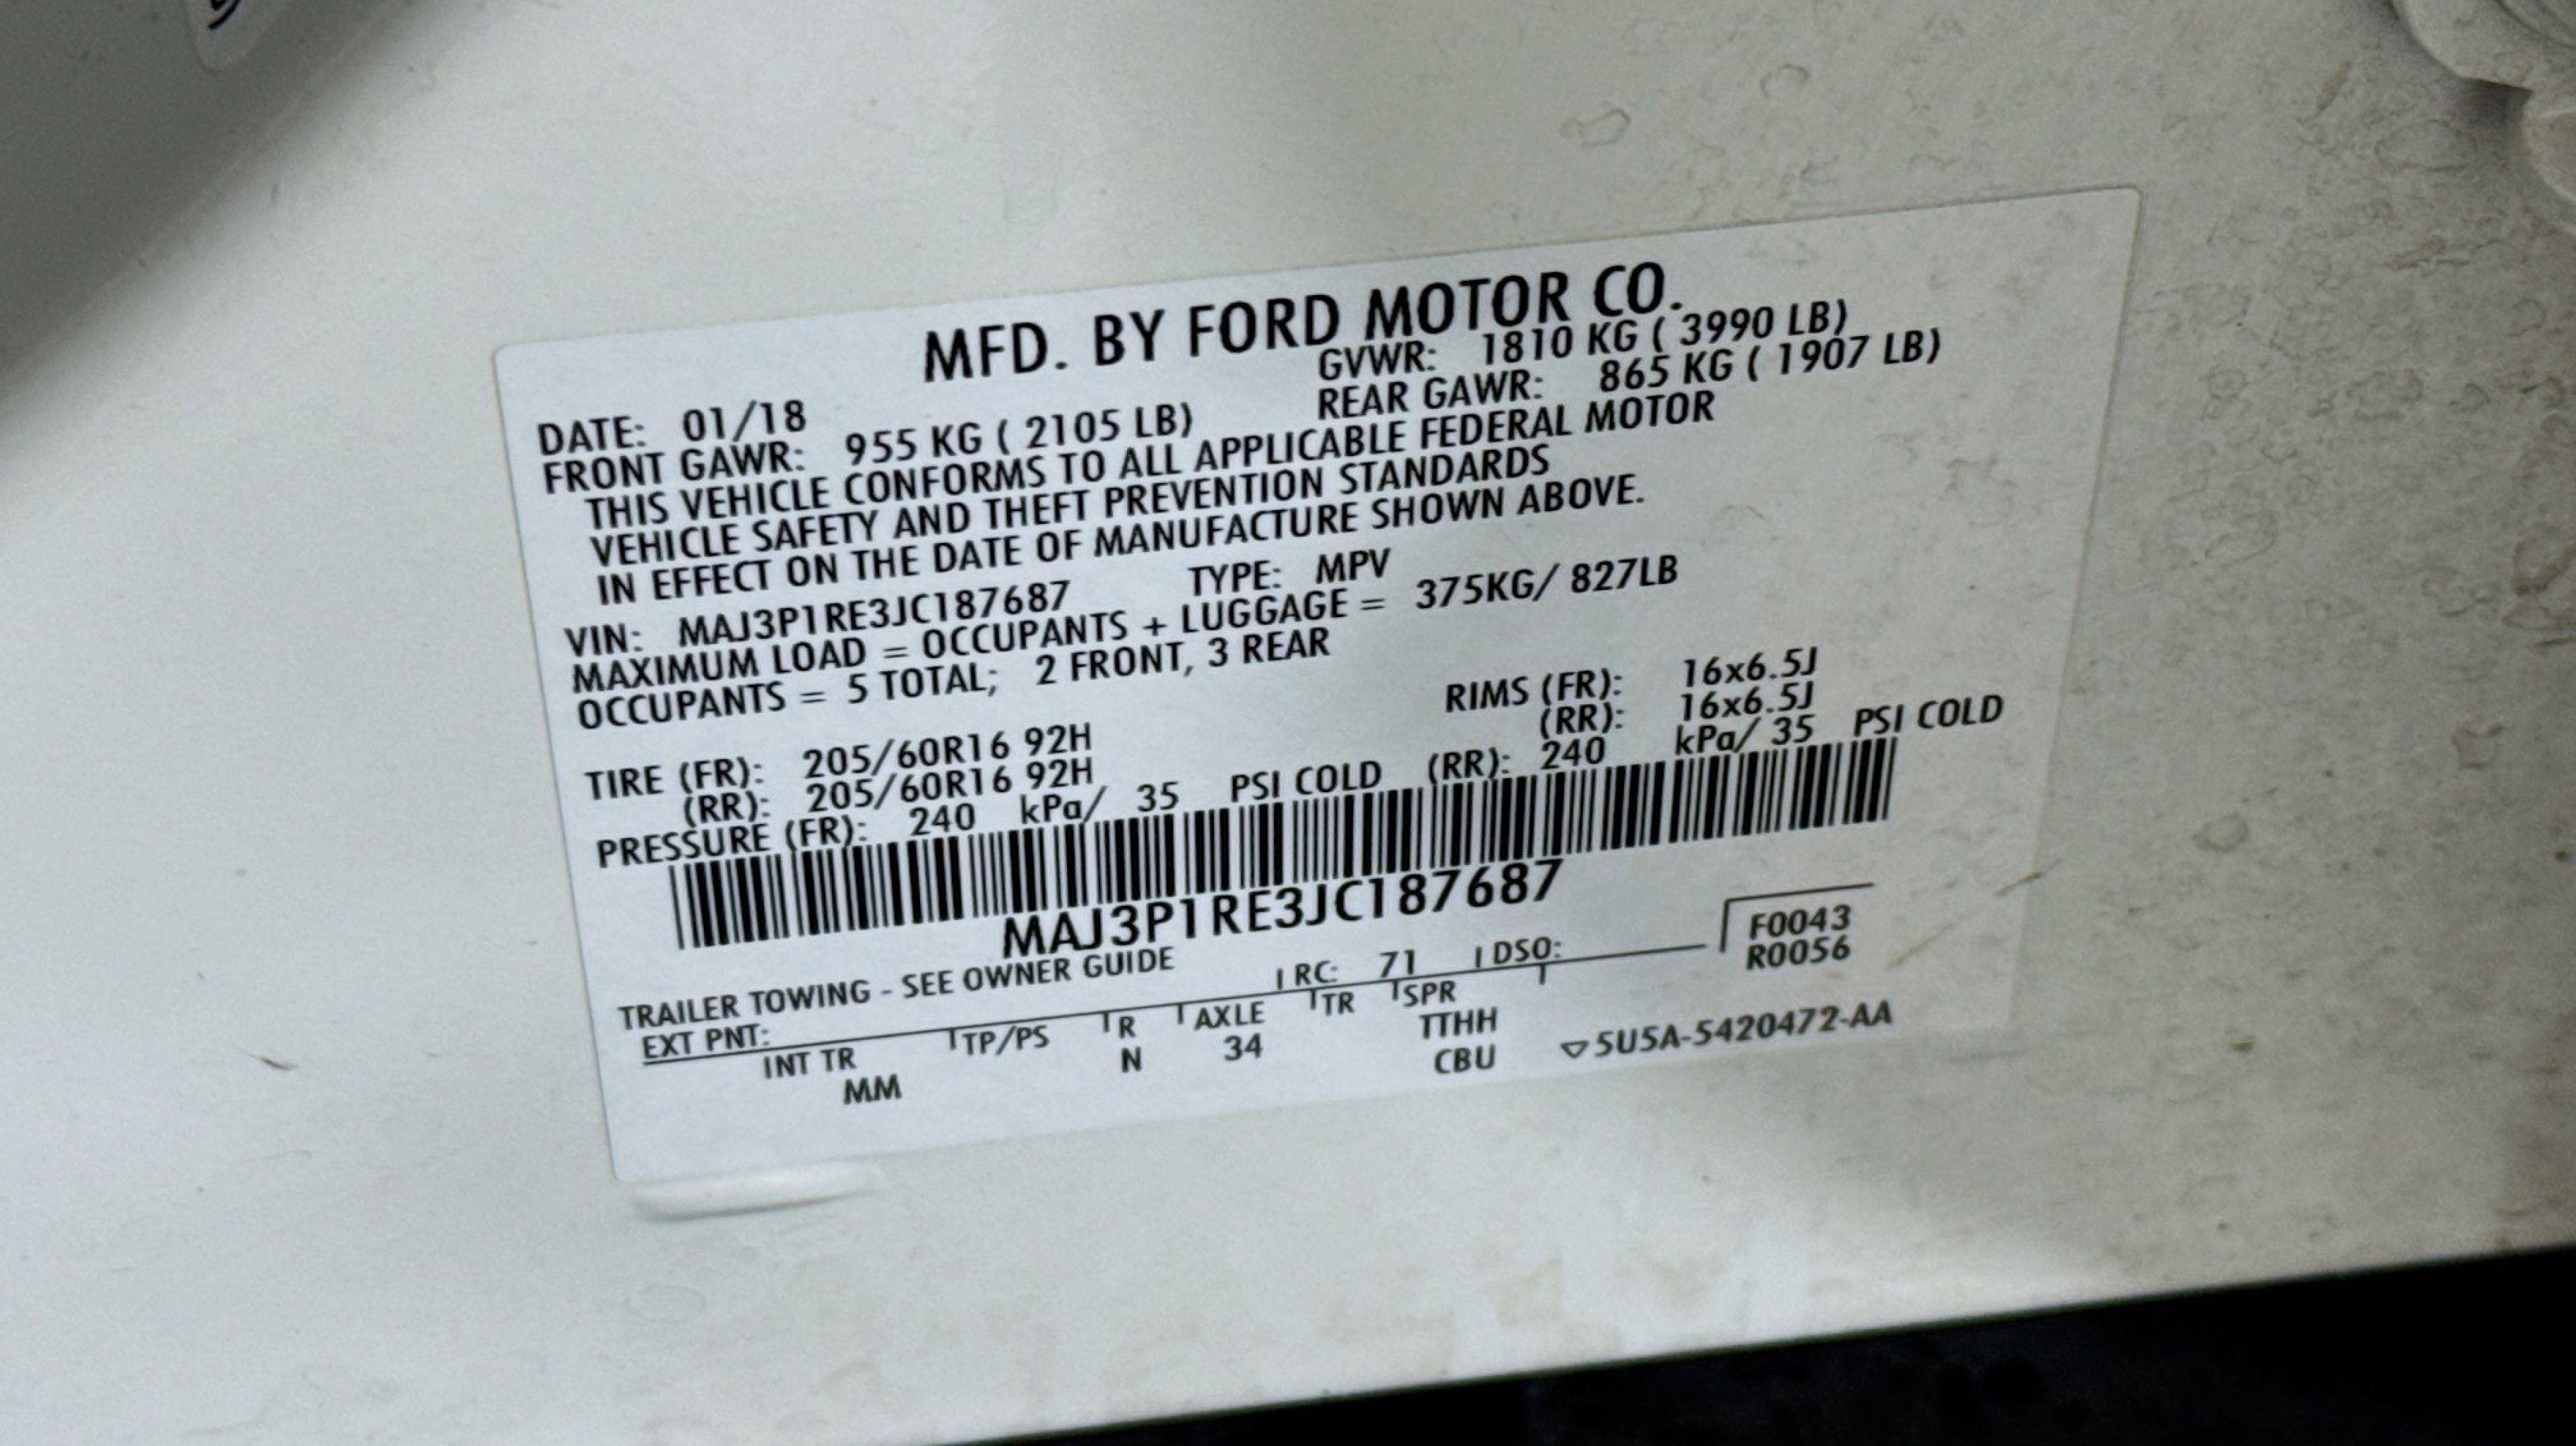 MFD. BY FORD MOTOR CO.
DATE: 01/18 GVWR: 1810 KG ( 3990 LB)
FRONT GAWR: 955 KG ( 2105 LB) REAR GAWR: 865 KG ( 1907 LB)
THIS VEHICLE CONFORMS TO ALL APPLICABLE FEDERAL MOTOR
VEHICLE SAFETY AND THEFT PREVENTION STANDARDS
IN EFFECT ON THE DATE OF MANUFACTURE SHOWN ABOVE.
VIN: MAJ3P1RE3JC187687 TYPE: MPV
MAXIMUM LOAD = OCCUPANTS + LUGGAGE = 375KG/ 827LB
OCCUPANTS = 5 TOTAL; 2 FRONT, 3 REAR
TIRE (FR): 205/60R16 92H RIMS (FR): 16x6.5J
(RR): 205/60R16 92H (RR): 16x6.5J
PRESSURE (FR): 240 kPa/ 35 PSI COLD (RR): 240 kPa/ 35 PSI COLD
MAJ3P1RE3JC187687
TRAILER TOWING - SEE OWNER GUIDE
F0043
R0056
EXT PNT: RC: 71 DSO:
INT TR TP/PS R AXLE TR SPR
MM N 34 TTHH
CBU
5U5A-5420472-AA